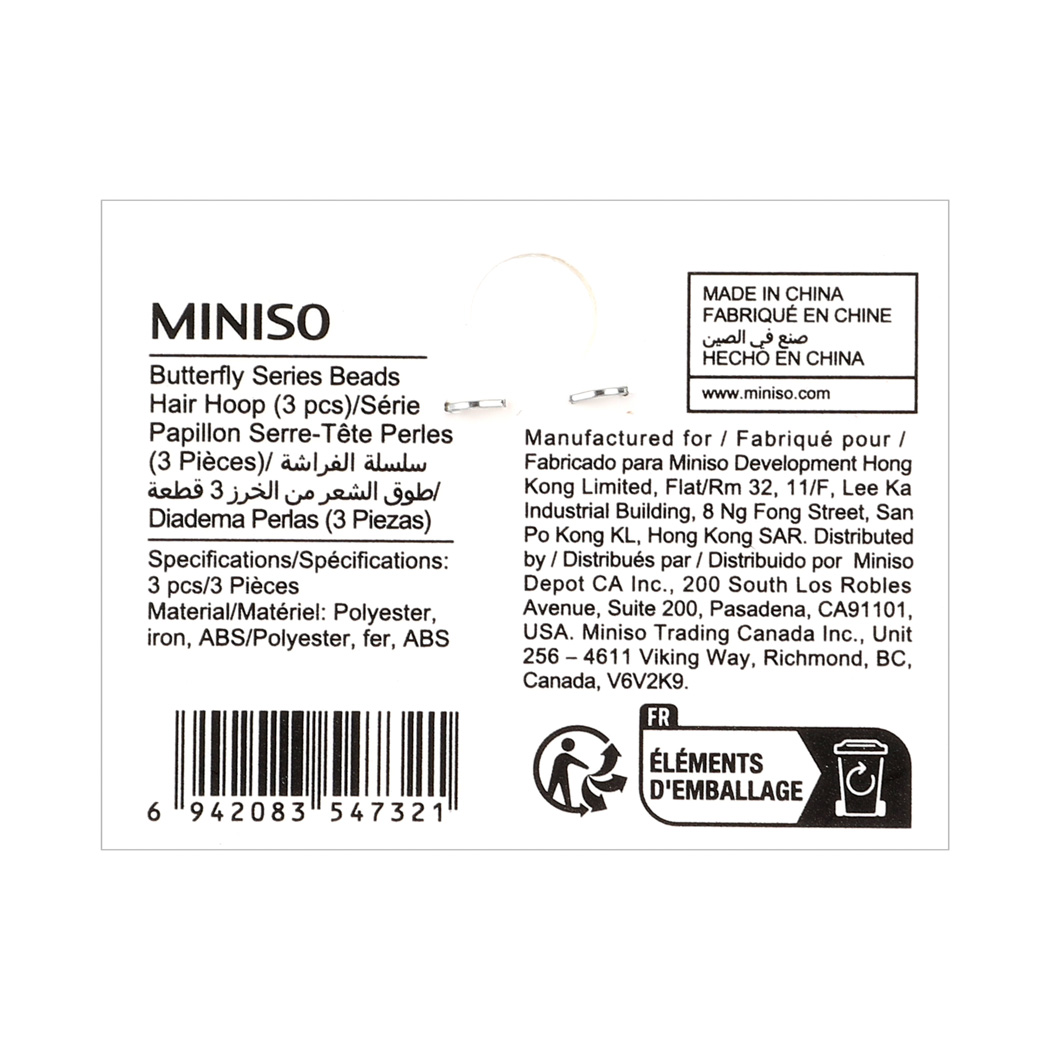 MINISO
Butterfly Series Beads
Hair Hoop (3 pcs)/Série
Papillon Serre-Tête Perles
(3 Pièces)/ سلسلة الفراشة
طوق الشعر من الخرز 3 قطعة/
Diadema Perlas (3 Piezas)
Specifications/Spécifications:
3 pcs/3 Pièces
Material/Matériel: Polyester,
iron, ABS/Polyester, fer, ABS
6 942083 547321
MADE IN CHINA
FABRIQUÉ EN CHINE
صنع في الصين
HECHO EN CHINA
www.miniso.com
Manufactured for / Fabriqué pour /
Fabricado para Miniso Development Hong
Kong Limited, Flat/Rm 32, 11/F, Lee Ka
Industrial Building, 8 Ng Fong Street, San
Po Kong KL, Hong Kong SAR. Distributed
by / Distribués par / Distribuido por Miniso
Depot CA Inc., 200 South Los Robles
Avenue, Suite 200, Pasadena, CA91101,
USA. Miniso Trading Canada Inc., Unit
256 – 4611 Viking Way, Richmond, BC,
Canada, V6V2K9.
FR
ÉLÉMENTS
D'EMBALLAGE